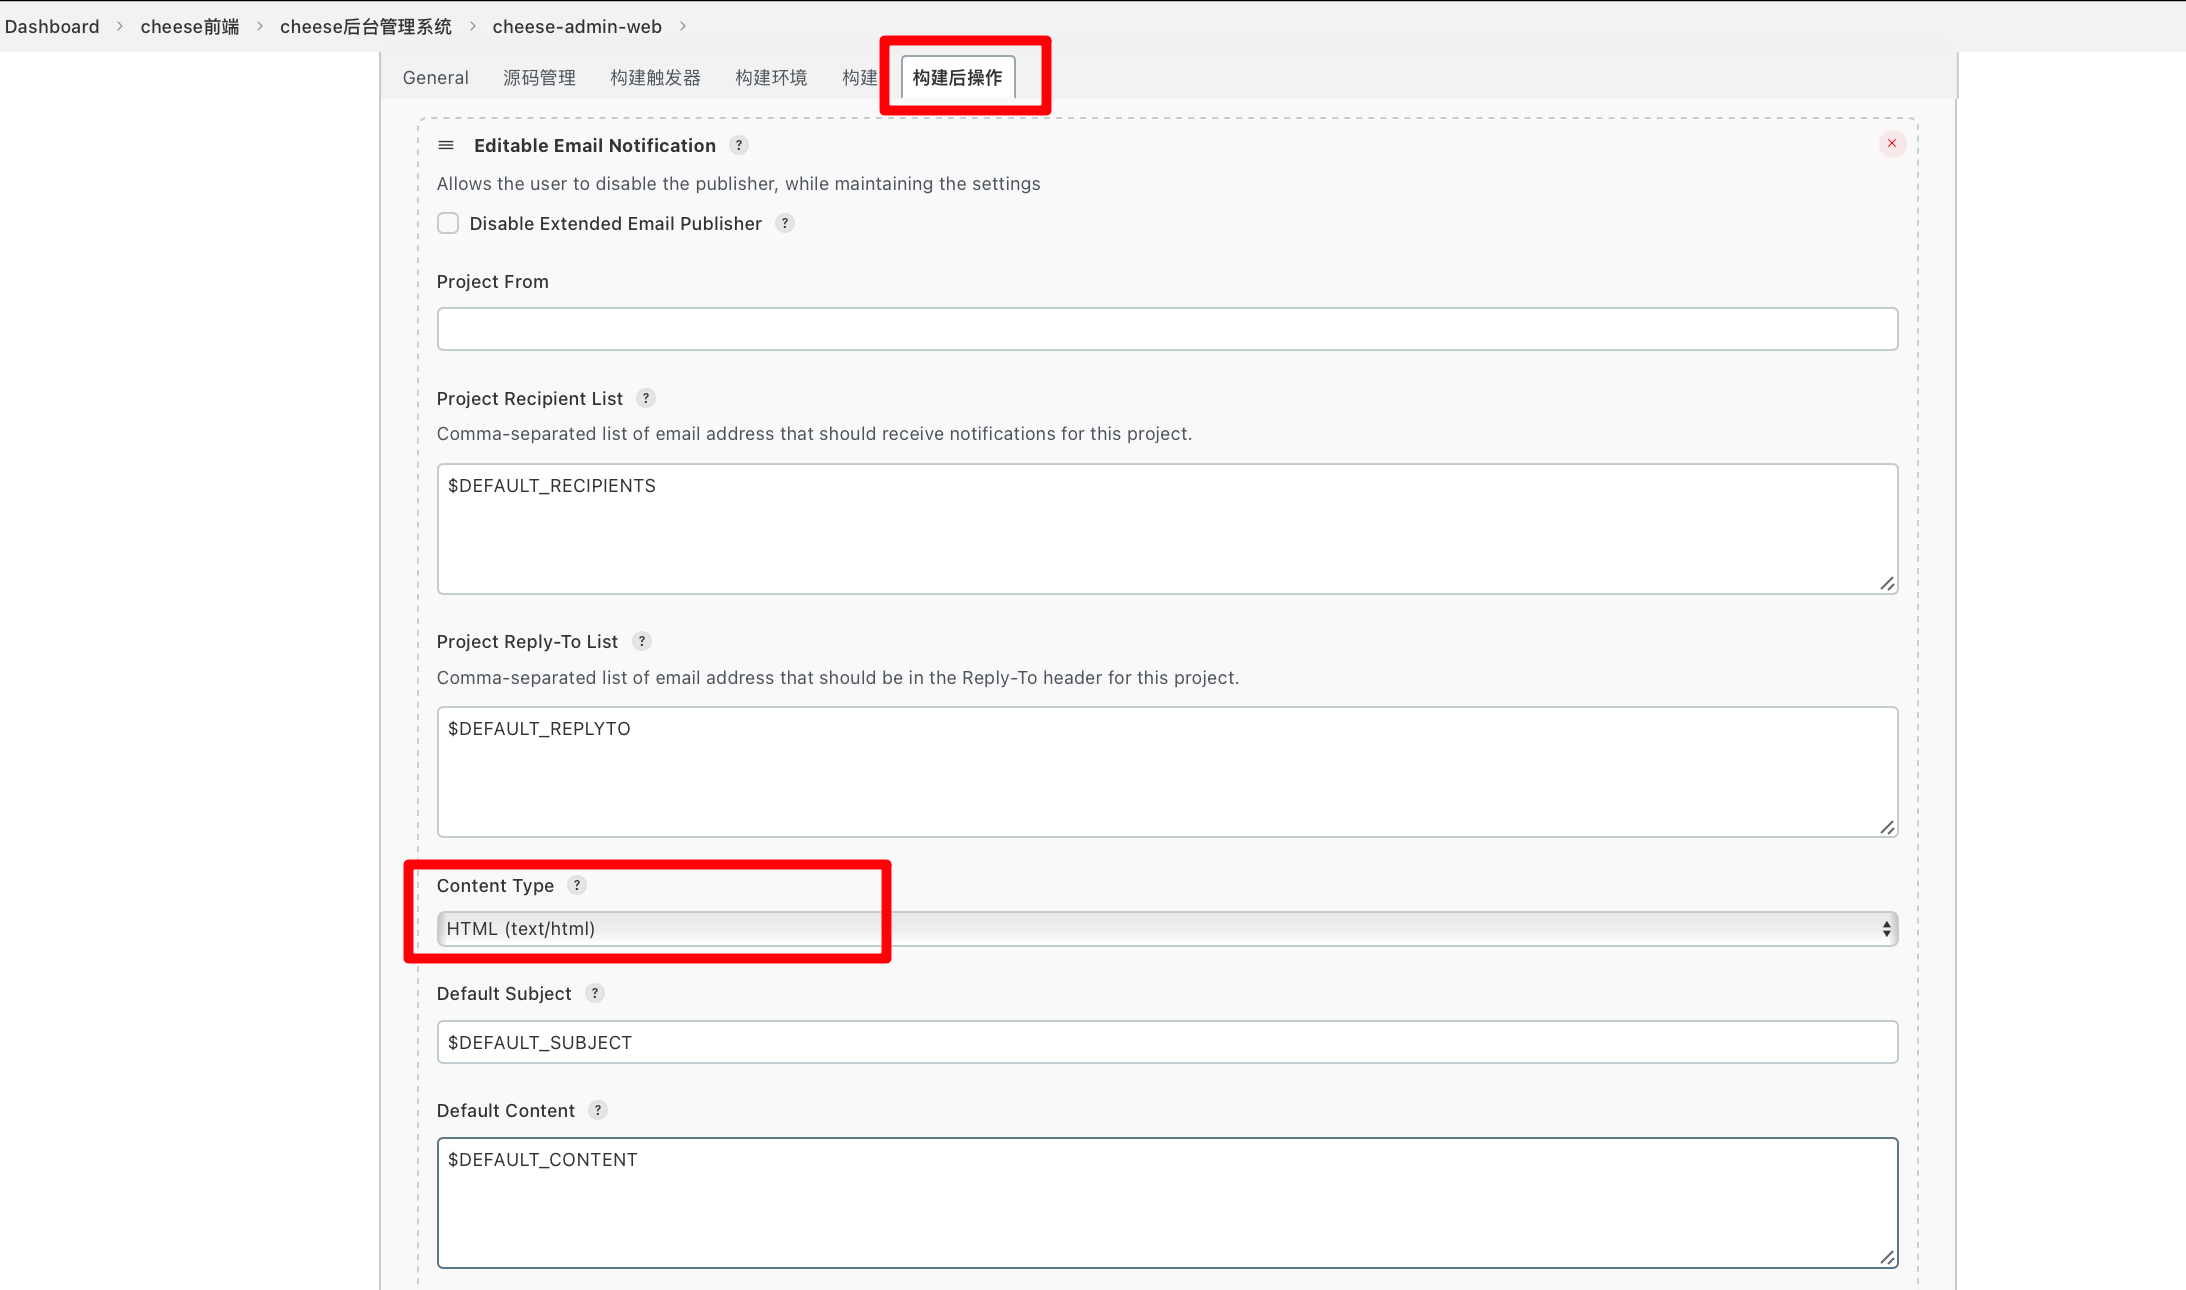 Dashboard > cheese前端 > cheese后台管理系统 > cheese-admin-web >
General 源码管理 构建触发器 构建环境 构建 构建后操作
Editable Email Notification ?
Allows the user to disable the publisher, while maintaining the settings
Disable Extended Email Publisher ?
Project From
Project Recipient List ?
Comma-separated list of email address that should receive notifications for this project.
$DEFAULT_RECIPIENTS
Project Reply-To List ?
Comma-separated list of email address that should be in the Reply-To header for this project.
$DEFAULT_REPLYTO
Content Type ?
HTML (text/html)
Default Subject ?
$DEFAULT_SUBJECT
Default Content ?
$DEFAULT_CONTENT